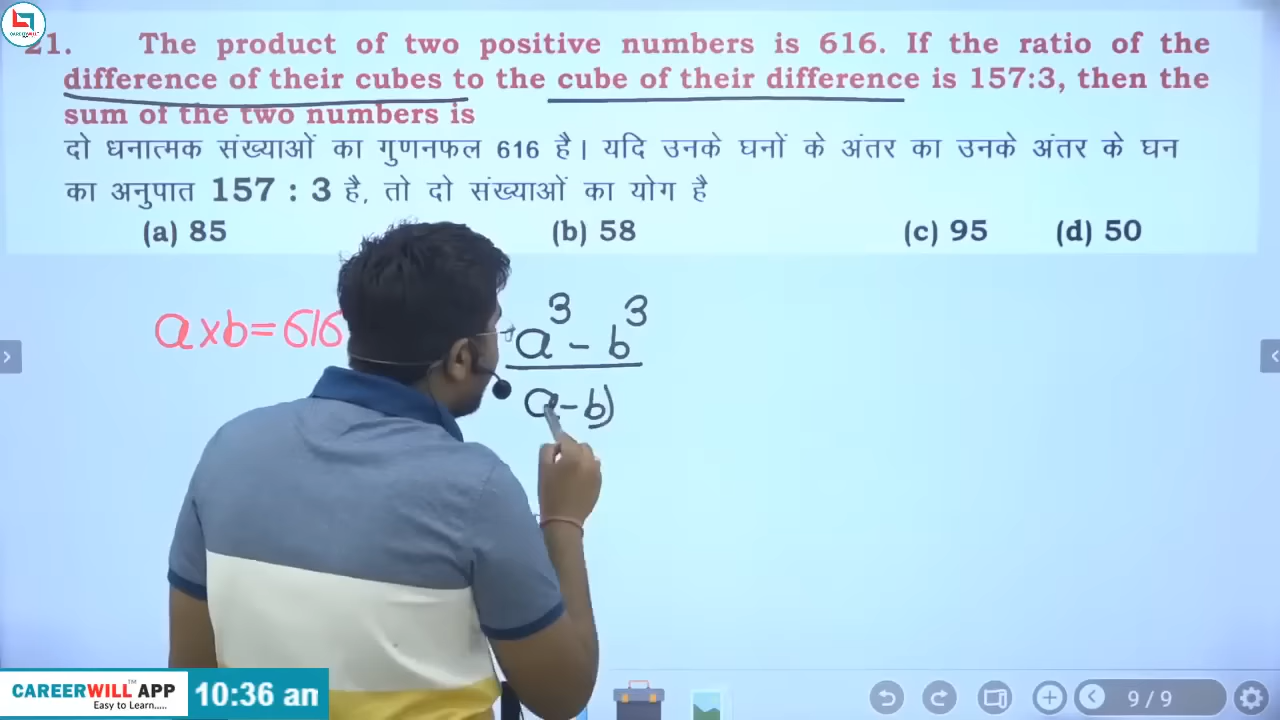 21. The product of two positive numbers is 616. If the ratio of the
difference of their cubes to the cube of their difference is 157:3, then the
sum of the two numbers is
दो धनात्मक संख्याओं का गुणनफल 616 है। यदि उनके घनों के अंतर का उनके अंतर के घन
का अनुपात 157 : 3 है, तो दो संख्याओं का योग है
(a) 85 (b) 58 (c) 95 (d) 50
a×b=616
a³ - b³
a-b)
CAREERWILL™ APP
Easy to Learn.....
10:36 am
9 / 9